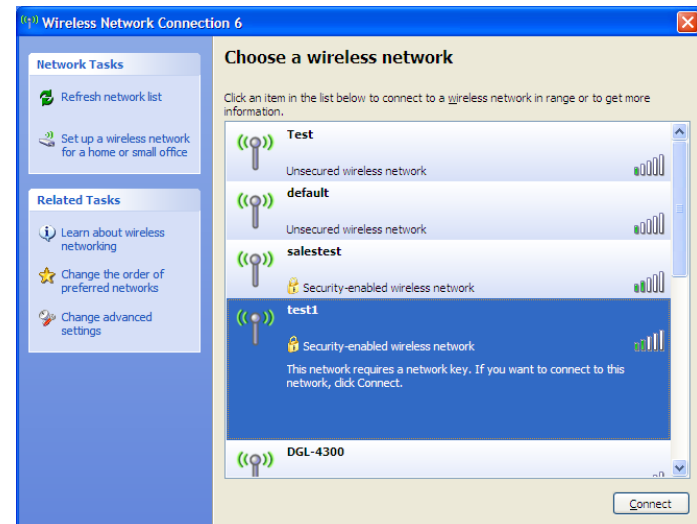 Wireless Network Connection 6
Network Tasks
Refresh network list
Set up a wireless network
for a home or small office
Related Tasks
Learn about wireless
networking
Change the order of
preferred networks
Change advanced
settings
Choose a wireless network
Click an item in the list below to connect to a wireless network in range or to get more
information.
Test
Unsecured wireless network
default
Unsecured wireless network
salestest
Security-enabled wireless network
test1
Security-enabled wireless network
This network requires a network key. If you want to connect to this
network, click Connect.
DGL-4300
Connect